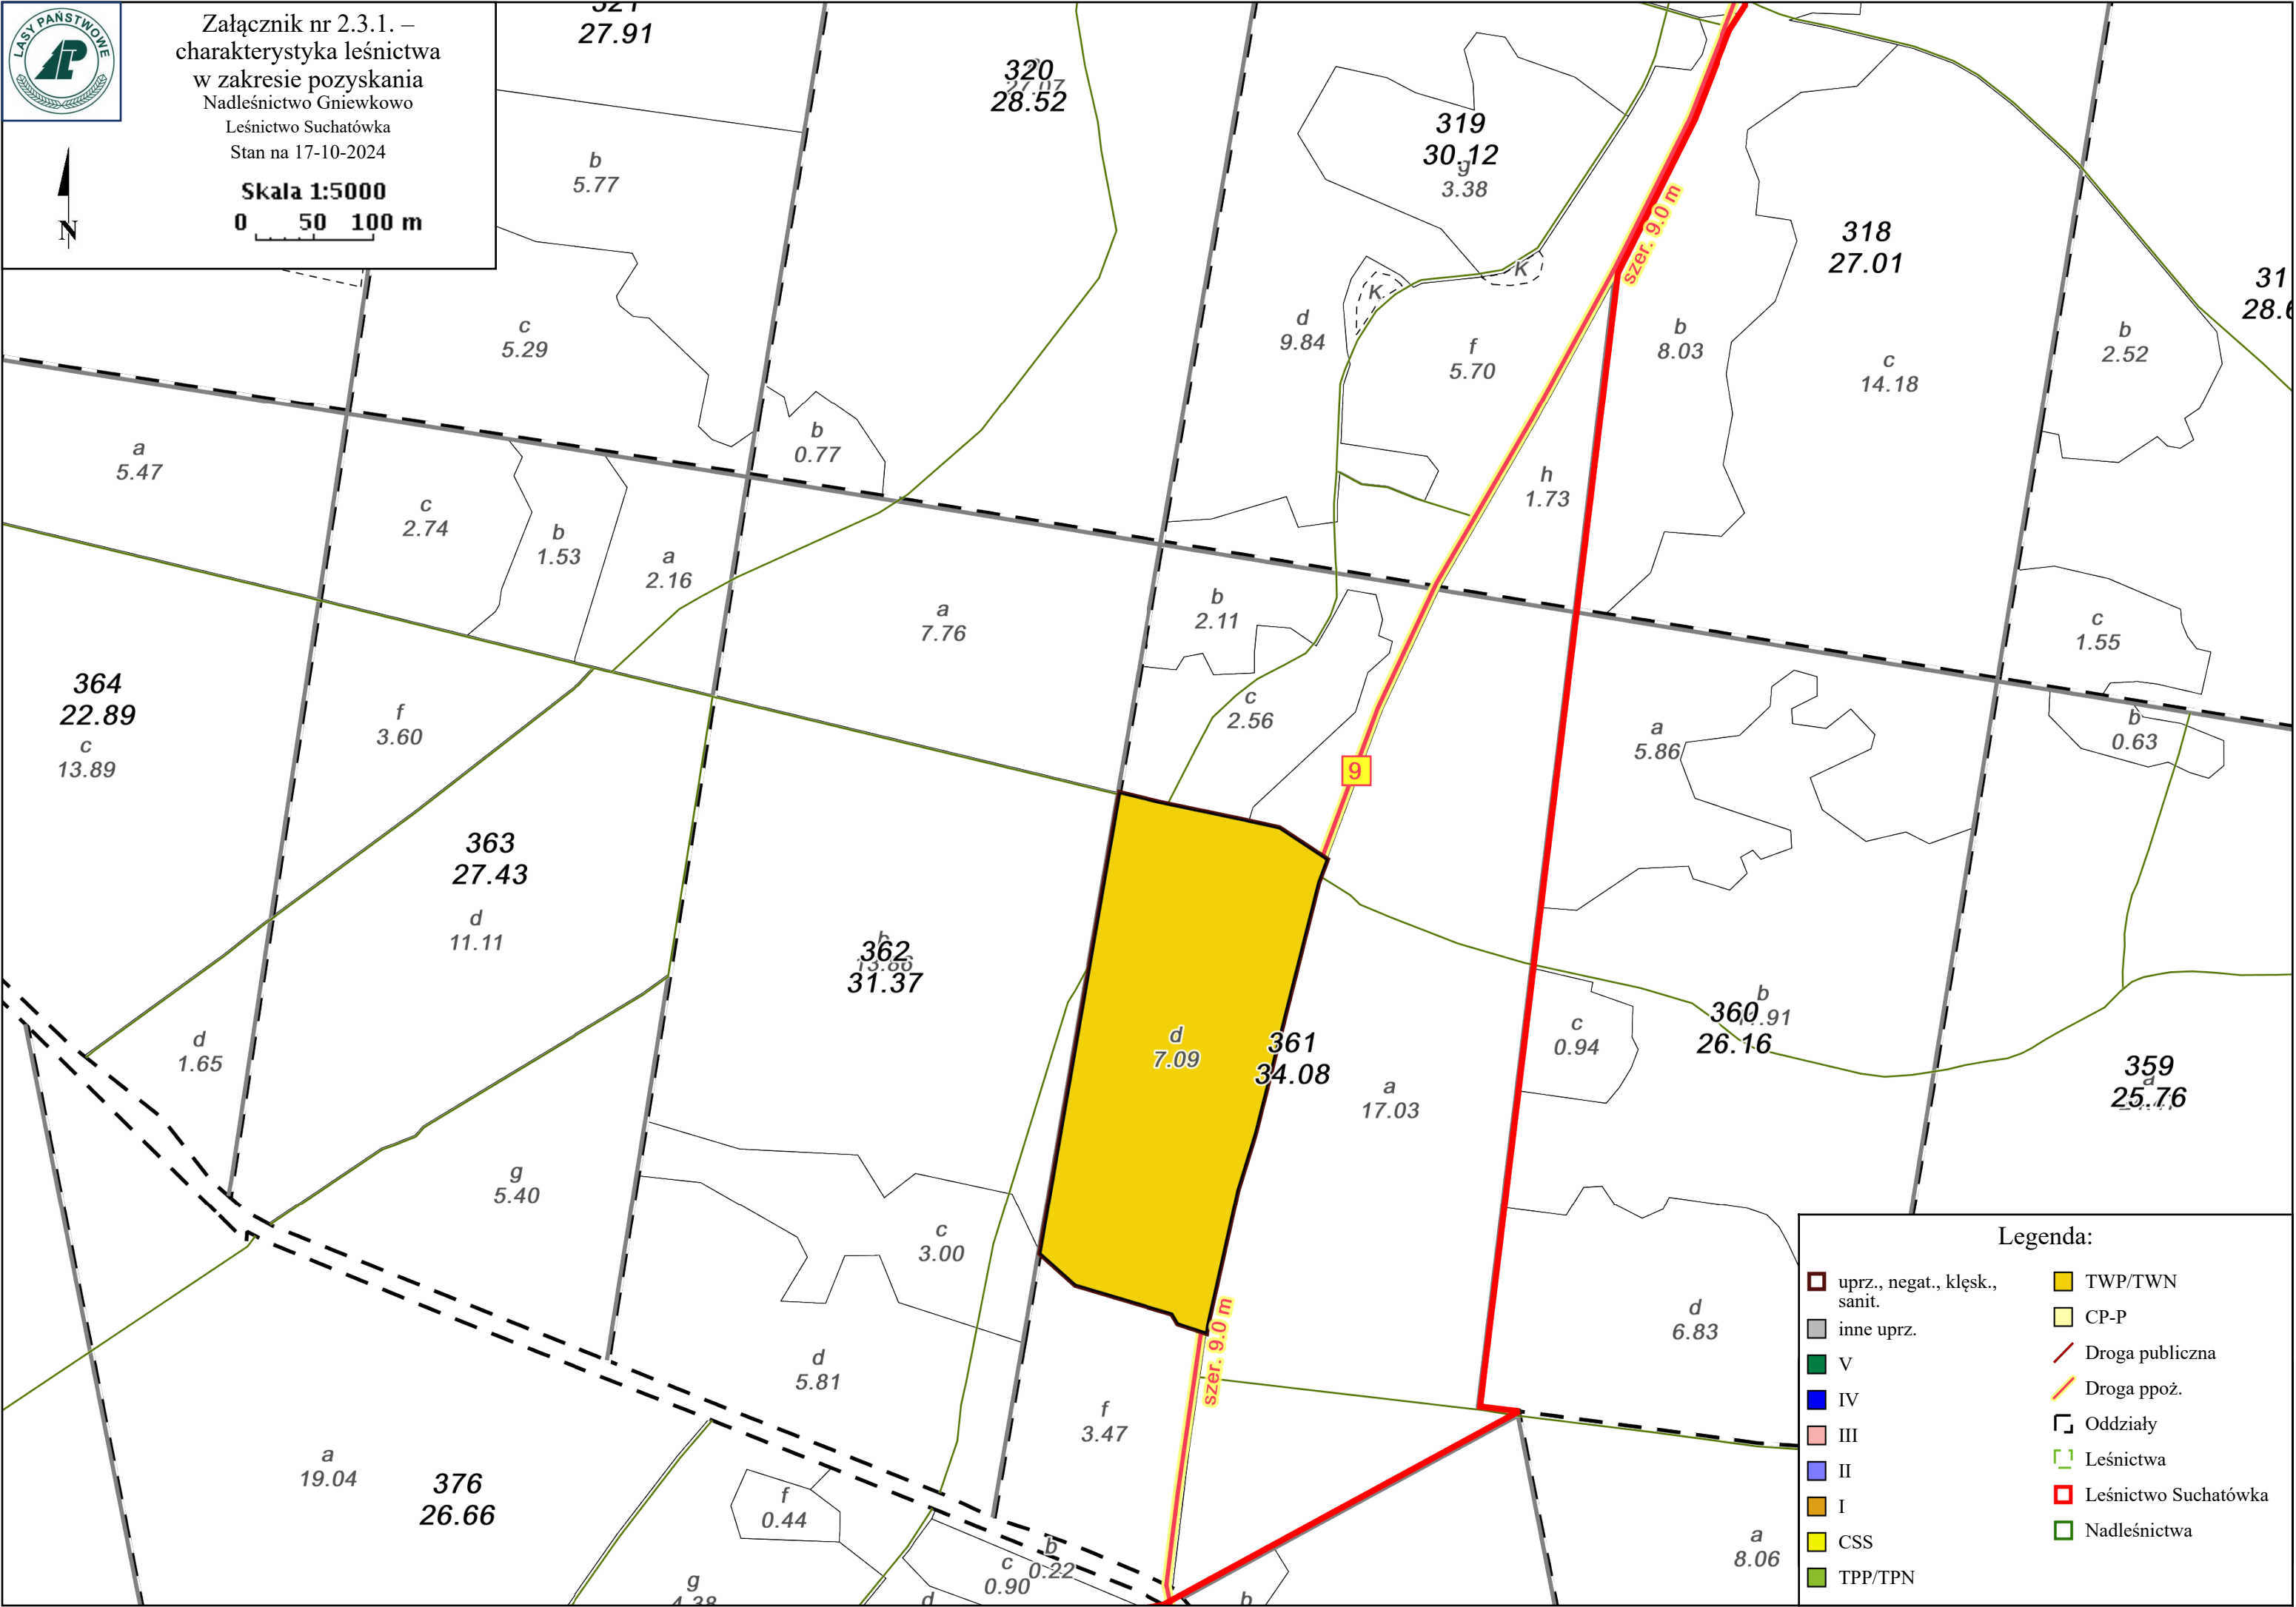 LASY PAŃSTWOWE
Załącznik nr 2.3.1. –
charakterystyka leśnictwa
w zakresie pozyskania
Nadleśnictwo Gniewkowo
Leśnictwo Suchatówka
Stan na 17-10-2024
Skala 1:5000
0 50 100 m
N
27.91
320
27.07
28.52
319
30.12
g
3.38
318
27.01
b
5.77
c
5.29
b
0.77
d
9.84
K
K
f
5.70
szer. 9.0 m
b
8.03
c
14.18
b
2.52
a
5.47
c
2.74
b
1.53
a
2.16
a
7.76
b
2.11
h
1.73
c
1.55
364
22.89
c
13.89
f
3.60
c
2.56
9
a
5.86
b
0.63
363
27.43
d
11.11
362
13.86
31.37
d
7.09
361
34.08
a
17.03
c
0.94
b
360
26.16
359
25.76
d
1.65
g
5.40
c
3.00
d
5.81
f
3.47
szer. 9.0 m
d
6.83
a
19.04
376
26.66
f
0.44
g
4.38
c
0.90
b
0.22
d
b
a
8.06
Legenda:
uprz., negat., klęsk.,
sanit.
inne uprz.
V
IV
III
II
I
CSS
TPP/TPN
TWP/TWN
CP-P
Droga publiczna
Droga ppoż.
Oddziały
Leśnictwa
Leśnictwo Suchatówka
Nadleśnictwa